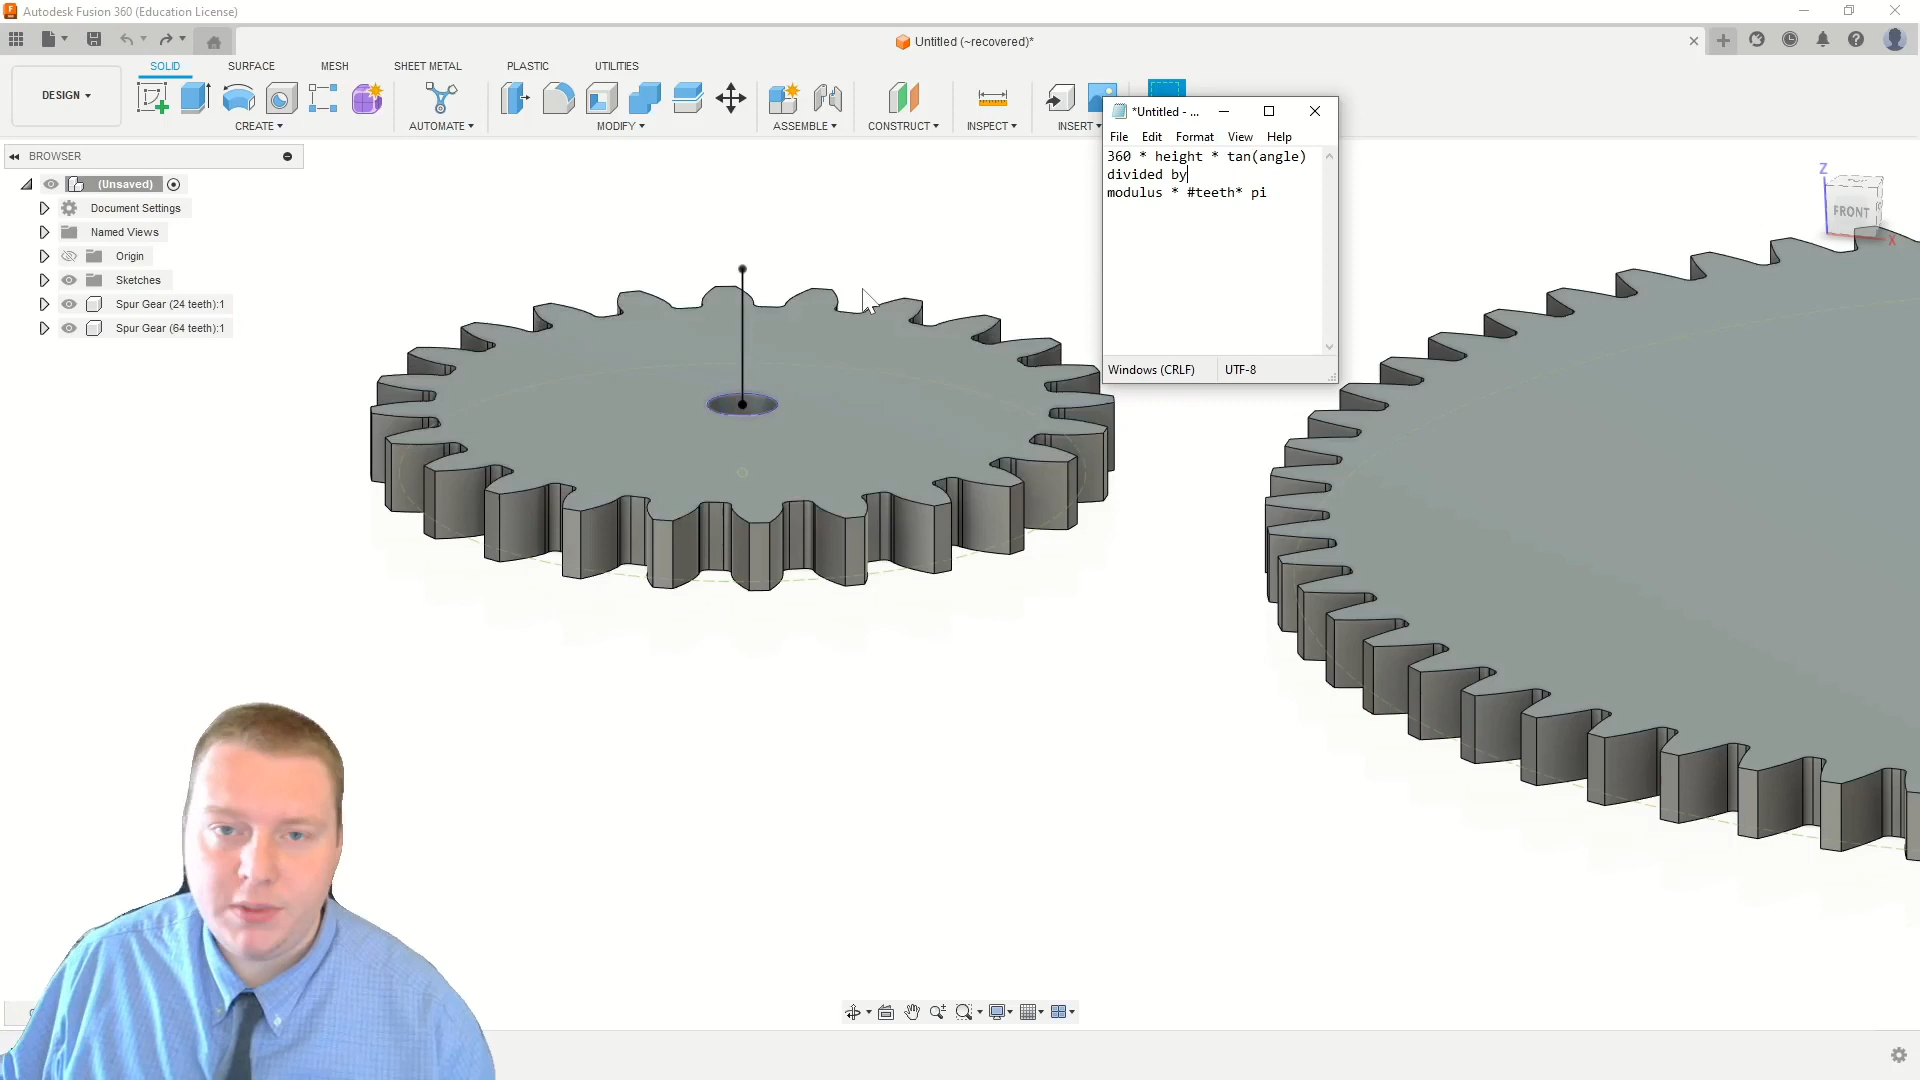 Autodesk Fusion 360 (Education License)
Untitled (~recovered)*
DESIGN
SOLID
SURFACE
MESH
SHEET METAL
PLASTIC
UTILITIES
CREATE
AUTOMATE
MODIFY
ASSEMBLE
CONSTRUCT
INSPECT
INSERT
*Untitled - ...
File Edit Format View Help
360 * height * tan(angle)
divided by
modulus * #teeth* pi
Windows (CRLF) UTF-8
BROWSER
(Unsaved)
Document Settings
Named Views
Origin
Sketches
Spur Gear (24 teeth):1
Spur Gear (64 teeth):1
Z
FRONT
X